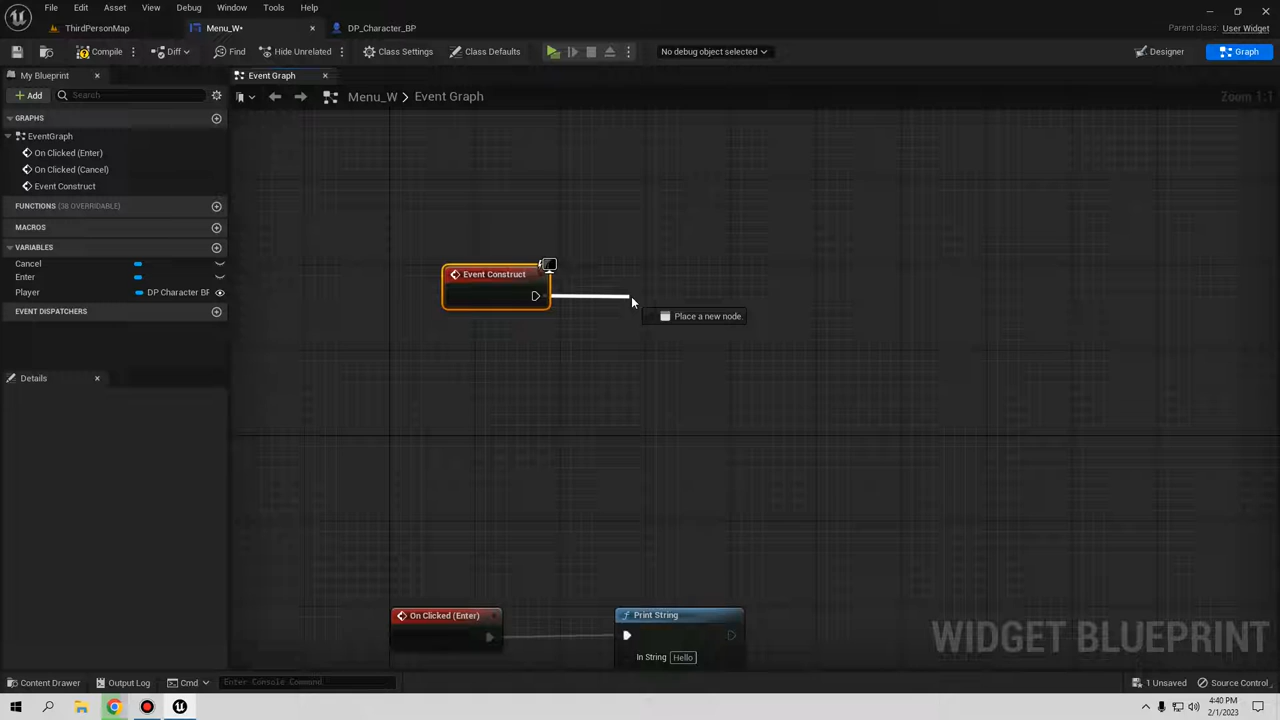 File Edit Asset View Debug Window Tools Help
ThirdPersonMap Menu_W• DP_Character_BP Parent class: User Widget
Compile Diff Find Hide Unrelated Class Settings Class Defaults No debug object selected Designer Graph
My Blueprint Event Graph
Add Search Menu_W > Event Graph Zoom 1:1
GRAPHS
EventGraph
On Clicked (Enter)
On Clicked (Cancel)
Event Construct
FUNCTIONS (38 OVERRIDABLE)
MACROS
VARIABLES
Cancel
Enter
Player DP Character BF
EVENT DISPATCHERS
Details
Event Construct
Place a new node
On Clicked (Enter)
Print String
In String Hello
WIDGET BLUEPRINT
Content Drawer Output Log Cmd Enter Console Command 1 Unsaved Source Control
4:40 PM
2/1/2023